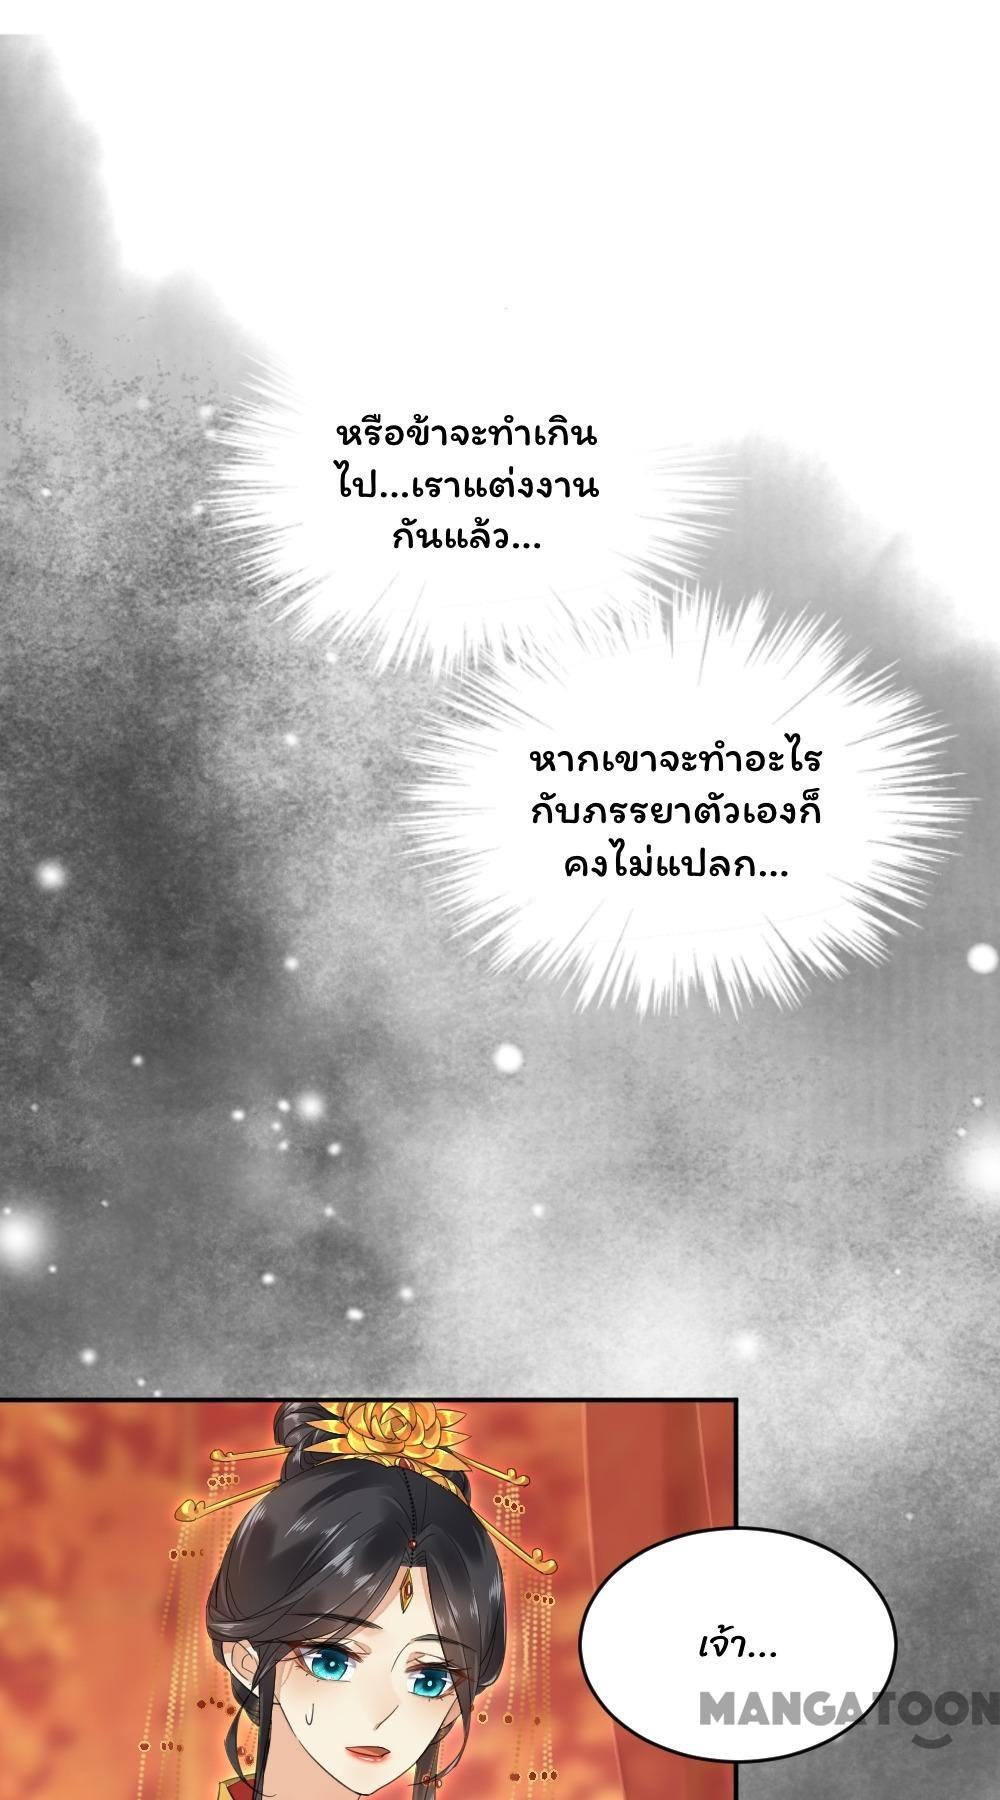 หรือข้าจะทำเกิน
ไป...เราแต่งงาน
กันแล้ว...
หากเขาจะทำอะไร
กับภรรยาตัวเองก็
คงไม่แปลก...
เจ้า...
MANGATOON